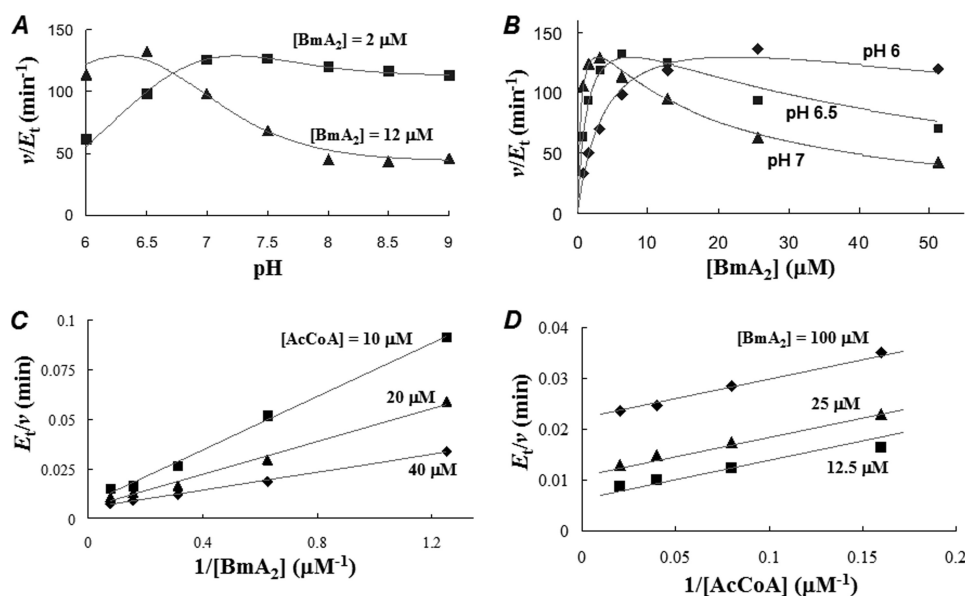 A
150
100
50
0
v/Eₜ (min⁻¹)
[BmA₂] = 2 µM
[BmA₂] = 12 µM
6 6.5 7 7.5 8 8.5 9
pH
B
150
100
50
0
v/Eₜ (min⁻¹)
pH 6
pH 6.5
pH 7
0 10 20 30 40 50
[BmA₂] (µM)
C
0.1
0.075
0.05
0.025
0
Eₜ/v (min)
[AcCoA] = 10 µM
20 µM
40 µM
0 0.4 0.8 1.2
1/[BmA₂] (µM⁻¹)
D
0.04
0.03
0.02
0.01
0
Eₜ/v (min)
[BmA₂] = 100 µM
25 µM
12.5 µM
0 0.05 0.1 0.15 0.2
1/[AcCoA] (µM⁻¹)